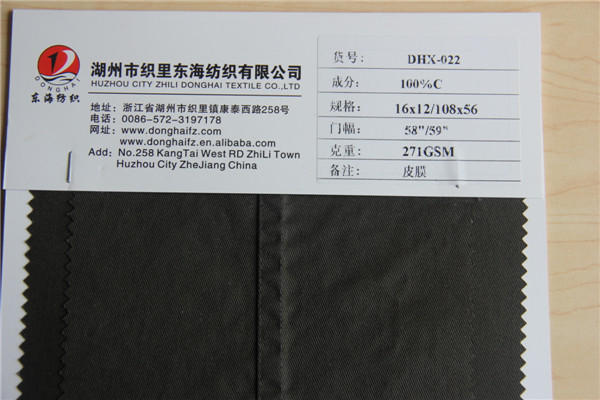 DONGHAI
东海纺织
湖州市织里东海纺织有限公司
HUZHOU CITY ZHILI DONGHAI TEXTILE CO.,LTD
地址：浙江省湖州市织里镇康泰西路258号
电话：0086-572-3197178
网址：www.donghaifz.com
www.donghaifz.en.alibaba.com
Add：No.258 KangTai West RD ZhiLi Town
Huzhou City ZheJiang China
货号： DHX-022
成分： 100%C
规格： 16x12/108x56
门幅： 58"/59"
克重： 271GSM
备注： 皮膜